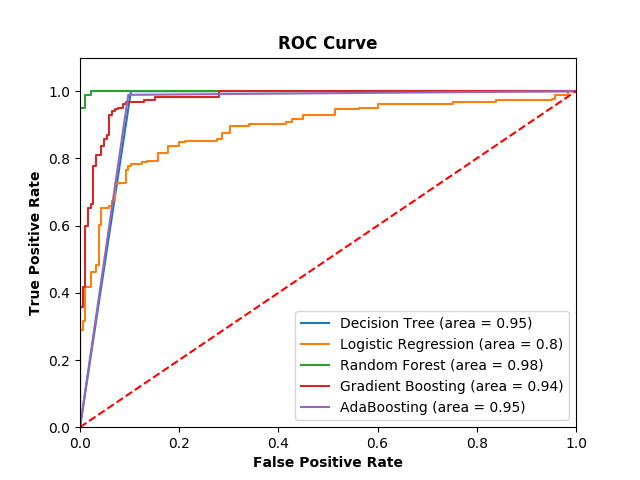 ROC Curve
True Positive Rate
1.0
0.8
0.6
0.4
0.2
0.0
Decision Tree (area = 0.95)
Logistic Regression (area = 0.8)
Random Forest (area = 0.98)
Gradient Boosting (area = 0.94)
AdaBoosting (area = 0.95)
0.0 0.2 0.4 0.6 0.8 1.0
False Positive Rate